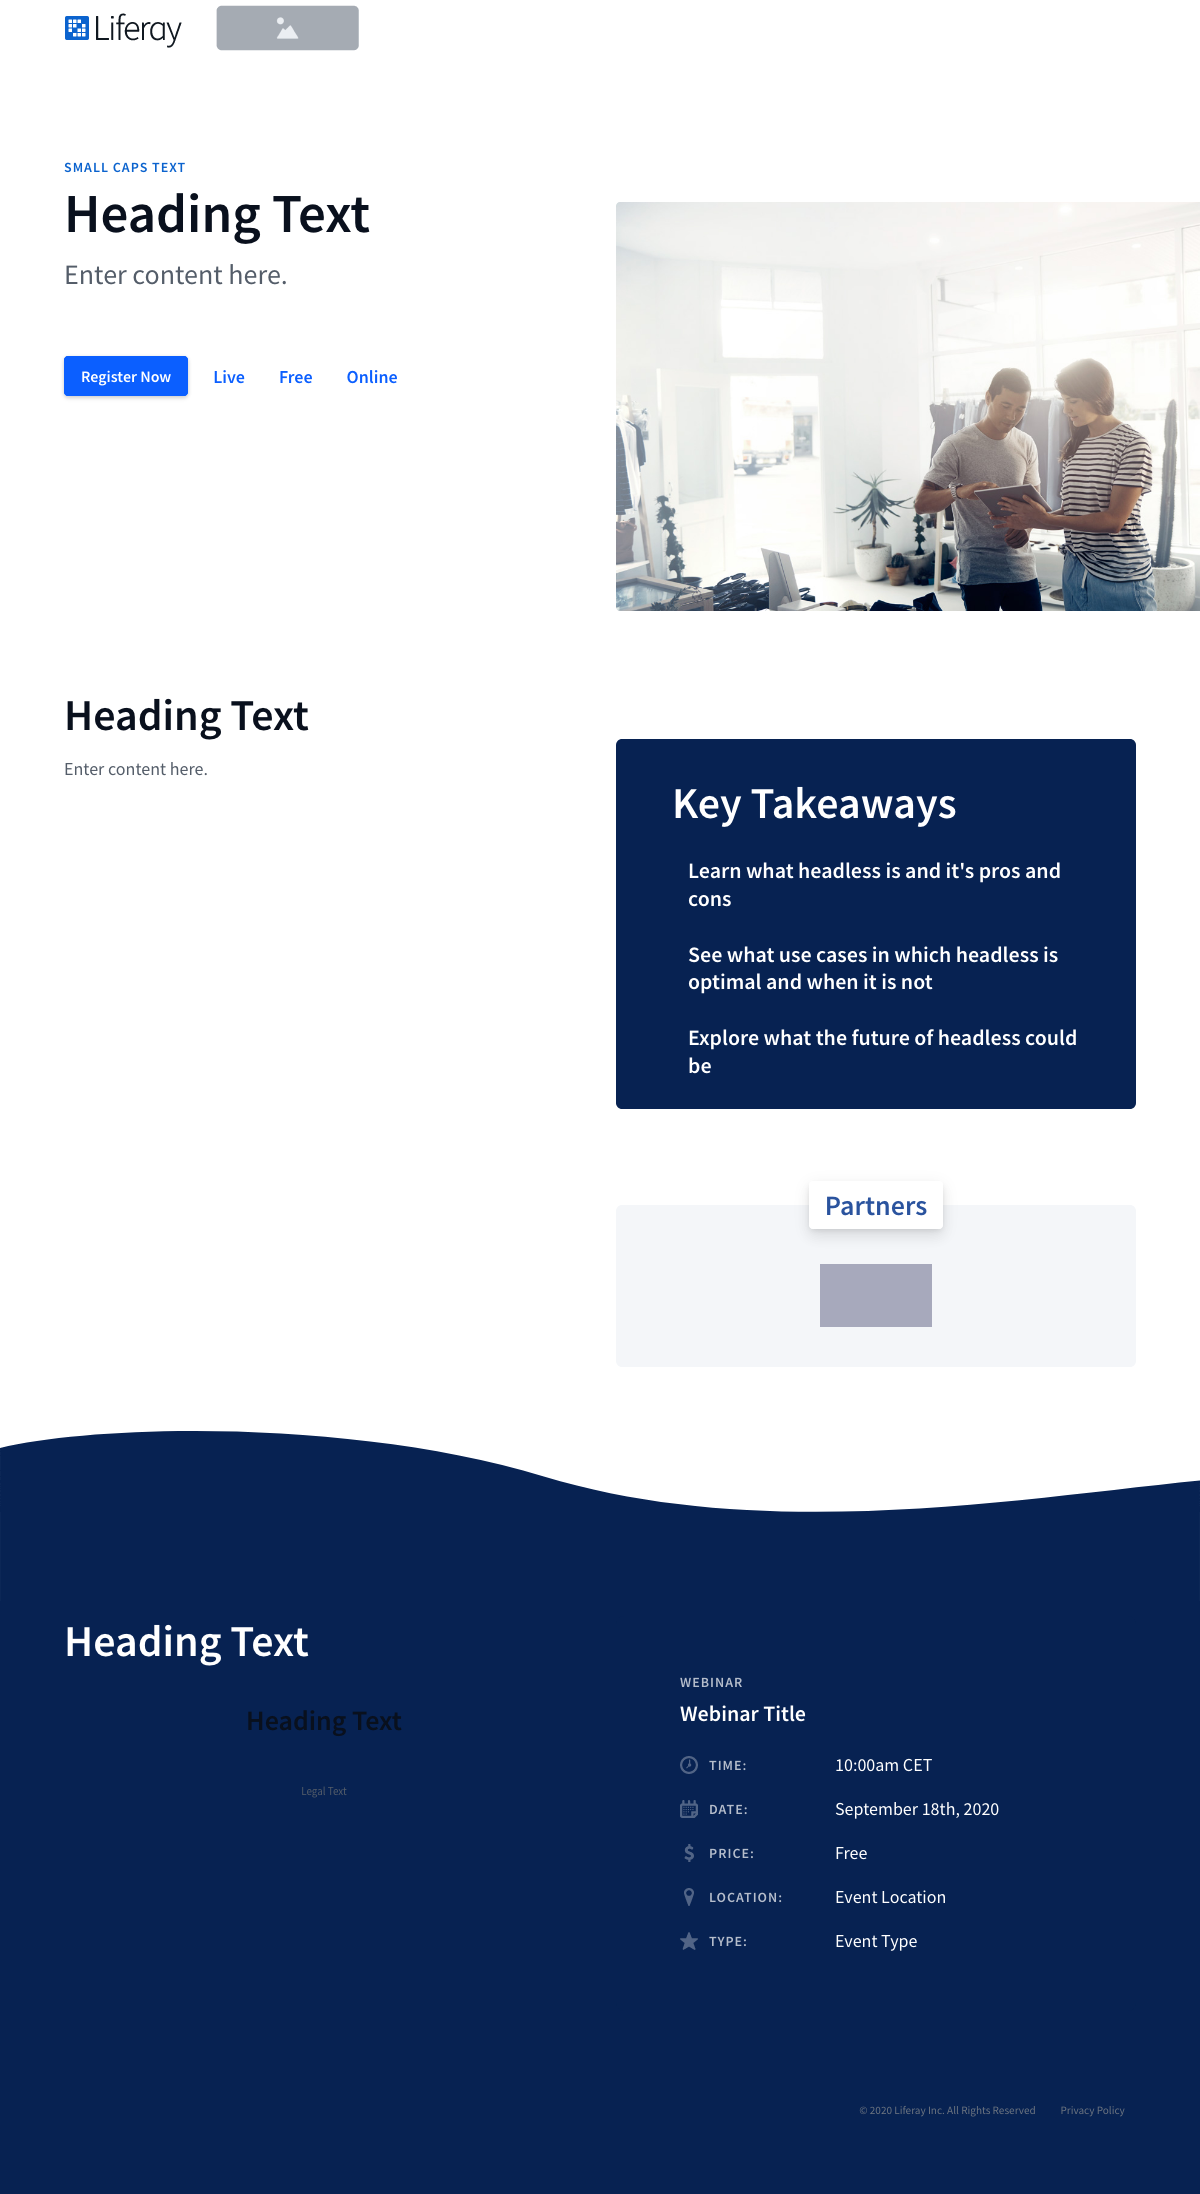 Liferay
SMALL CAPS TEXT
Heading Text
Enter content here.
Register Now
Live
Free
Online
Heading Text
Enter content here.
Key Takeaways
Learn what headless is and it's pros and
cons
See what use cases in which headless is
optimal and when it is not
Explore what the future of headless could
be
Partners
Heading Text
Heading Text
Legal Text
WEBINAR
Webinar Title
TIME: 10:00am CET
DATE: September 18th, 2020
PRICE: Free
LOCATION: Event Location
TYPE: Event Type
© 2020 Liferay Inc. All Rights Reserved
Privacy Policy